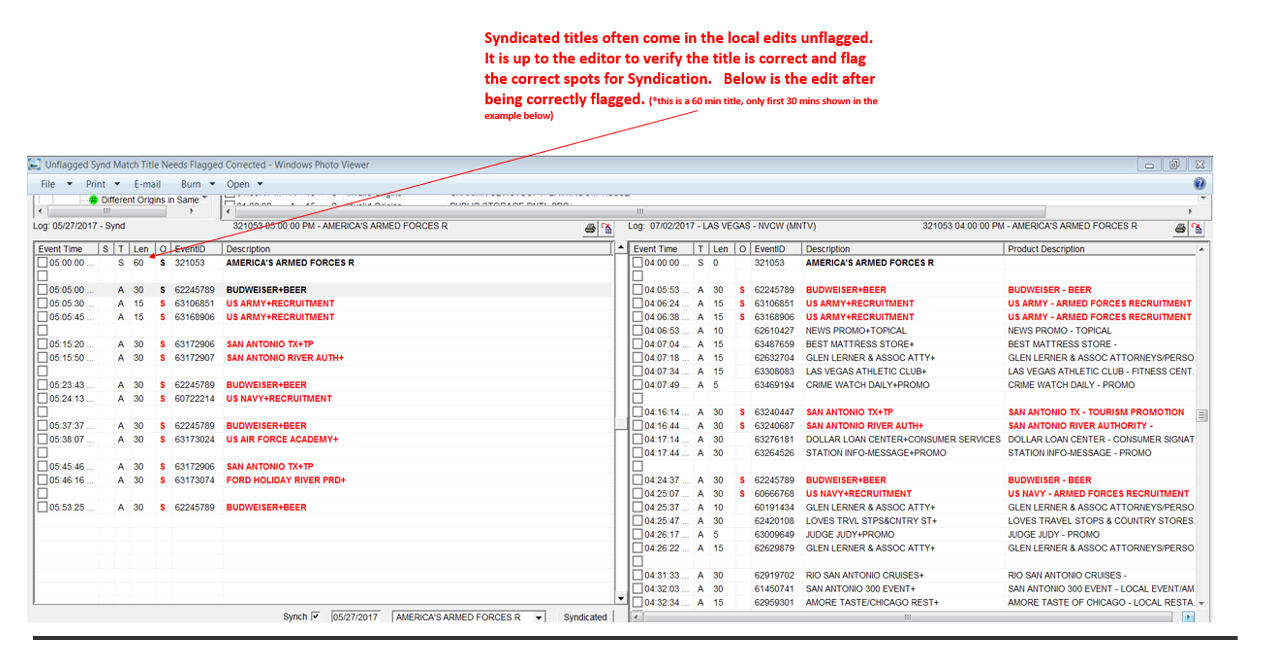 Syndicated titles often come in the local edits unflagged.
It is up to the editor to verify the title is correct and flag
the correct spots for Syndication. Below is the edit after
being correctly flagged. (*this is a 60 min title, only first 30 mins shown in the
example below)
Unflagged Synd Match Title Needs Flagged Corrected - Windows Photo Viewer
File Print E-mail Burn Open
Different Origins in Same
Log: 05/27/2017 - Synd 321053 05:00:00 PM - AMERICA'S ARMED FORCES R
Event Time S T Len O EventID Description
05:00:00 ... S 60 S 321053 AMERICA'S ARMED FORCES R
05:05:00 ... A 30 S 62245789 BUDWEISER+BEER
05:05:30 ... A 15 S 63106851 US ARMY+RECRUITMENT
05:05:45 ... A 15 S 63168906 US ARMY+RECRUITMENT
05:15:20 ... A 30 S 63172906 SAN ANTONIO TX+TP
05:15:50 ... A 30 S 63172907 SAN ANTONIO RIVER AUTH+
05:23:43 ... A 30 S 62245789 BUDWEISER+BEER
05:24:13 ... A 30 S 60722214 US NAVY+RECRUITMENT
05:37:37 ... A 30 S 62245789 BUDWEISER+BEER
05:38:07 ... A 30 S 63173024 US AIR FORCE ACADEMY+
05:45:46 ... A 30 S 63172906 SAN ANTONIO TX+TP
05:46:16 ... A 30 S 63173074 FORD HOLIDAY RIVER PRD+
05:53:25 ... A 30 S 62245789 BUDWEISER+BEER
Synch 05/27/2017 AMERICA'S ARMED FORCES R Syndicated
Log: 07/02/2017 - LAS VEGAS - NVCW (MNTV) 321053 04:00:00 PM - AMERICA'S ARMED FORCES R
Event Time T Len O EventID Description Product Description
04:00:00 ... S 0 321053 AMERICA'S ARMED FORCES R
04:05:53 ... A 30 S 62245789 BUDWEISER+BEER BUDWEISER - BEER
04:06:24 ... A 15 S 63106851 US ARMY+RECRUITMENT US ARMY - ARMED FORCES RECRUITMENT
04:06:38 ... A 15 S 63168906 US ARMY+RECRUITMENT US ARMY - ARMED FORCES RECRUITMENT
04:06:53 ... A 10 62610427 NEWS PROMO+TOPICAL NEWS PROMO - TOPICAL
04:07:04 ... A 15 63487659 BEST MATTRESS STORE+ BEST MATTRESS STORE -
04:07:18 ... A 15 62632704 GLEN LERNER & ASSOC ATTY+ GLEN LERNER & ASSOC ATTORNEYS/PERSO
04:07:34 ... A 15 63308083 LAS VEGAS ATHLETIC CLUB+ LAS VEGAS ATHLETIC CLUB - FITNESS CENT.
04:07:49 ... A 5 63469194 CRIME WATCH DAILY+PROMO CRIME WATCH DAILY - PROMO
04:16:14 ... A 30 S 63240447 SAN ANTONIO TX+TP SAN ANTONIO TX - TOURISM PROMOTION
04:16:44 ... A 30 S 63240687 SAN ANTONIO RIVER AUTH+ SAN ANTONIO RIVER AUTHORITY -
04:17:14 ... A 30 63276181 DOLLAR LOAN CENTER+CONSUMER SERVICES DOLLAR LOAN CENTER - CONSUMER SIGNAT
04:17:44 ... A 30 63264526 STATION INFO-MESSAGE+PROMO STATION INFO-MESSAGE - PROMO
04:24:37 ... A 30 S 62245789 BUDWEISER+BEER BUDWEISER - BEER
04:25:07 ... A 30 S 60666768 US NAVY+RECRUITMENT US NAVY - ARMED FORCES RECRUITMENT
04:25:37 ... A 10 60191434 GLEN LERNER & ASSOC ATTY+ GLEN LERNER & ASSOC ATTORNEYS/PERSO
04:25:47 ... A 30 62420108 LOVES TRVL STPS&CNTRY ST+ LOVES TRAVEL STOPS & COUNTRY STORES.
04:26:17 ... A 5 63009649 JUDGE JUDY+PROMO JUDGE JUDY - PROMO
04:26:22 ... A 15 62629879 GLEN LERNER & ASSOC ATTY+ GLEN LERNER & ASSOC ATTORNEYS/PERSO
04:31:33 ... A 30 62919702 RIO SAN ANTONIO CRUISES+ RIO SAN ANTONIO CRUISES -
04:32:03 ... A 30 61450741 SAN ANTONIO 300 EVENT+ SAN ANTONIO 300 EVENT - LOCAL EVENT/AM
04:32:34 ... A 15 62959301 AMORE TASTE/CHICAGO REST+ AMORE TASTE OF CHICAGO - LOCAL RESTA